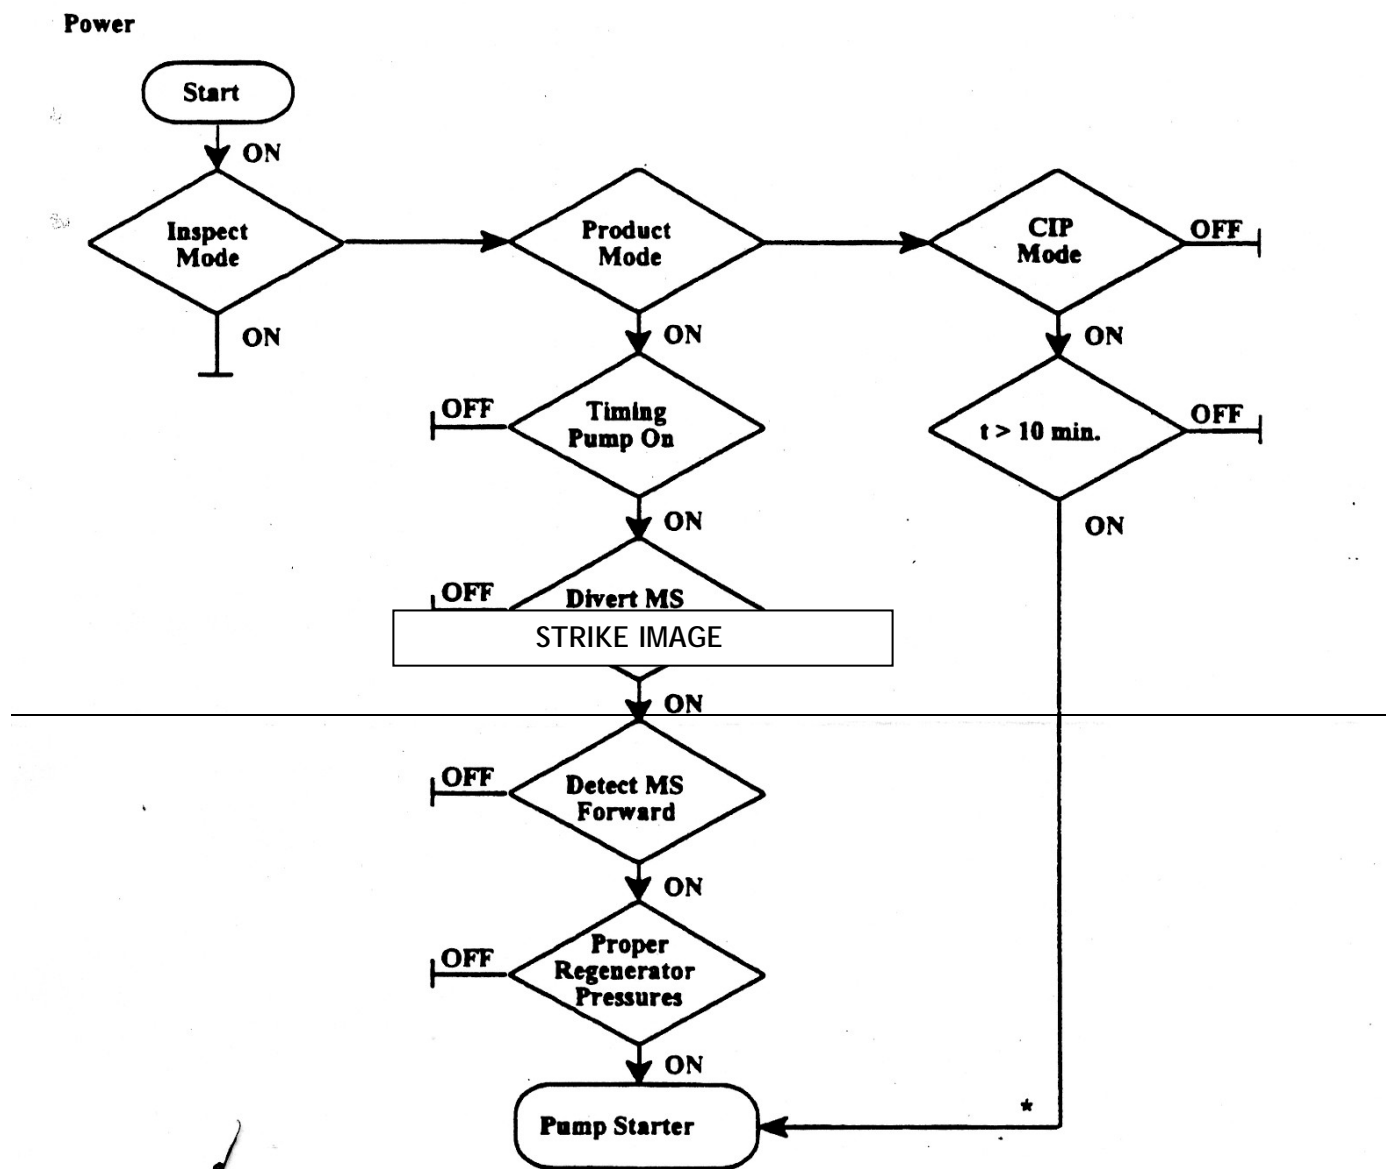 Power
Start
ON
Inspect
Mode
ON
Product
Mode
ON
CIP
Mode
OFF
ON
OFF
Timing
Pump On
ON
t > 10 min.
OFF
ON
OFF
Divert MS
STRIKE IMAGE
ON
OFF
Detect MS
Forward
ON
OFF
Proper
Regenerator
Pressures
ON
Pump Starter
*